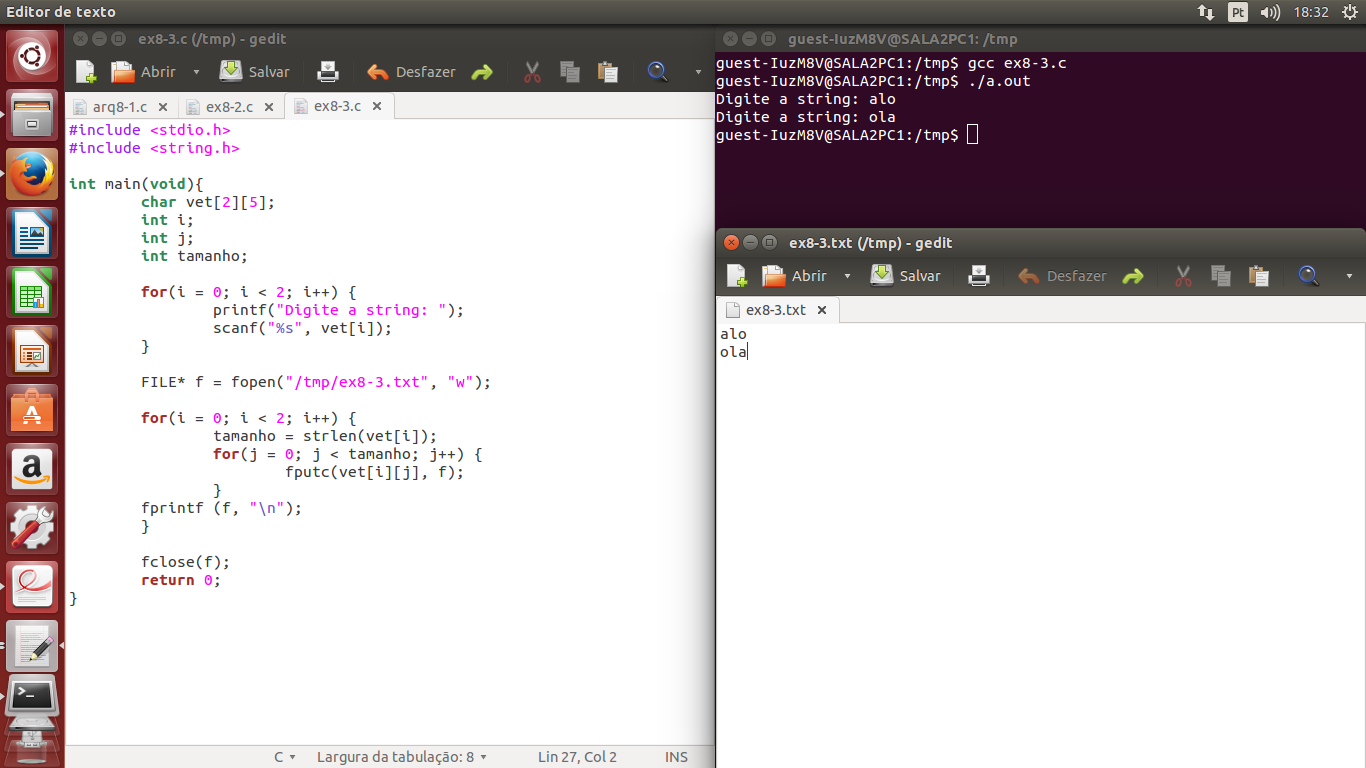 Editor de texto
Pt
18:32
ex8-3.c (/tmp) - gedit
Abrir
Salvar
Desfazer
arq8-1.c
ex8-2.c
ex8-3.c
#include <stdio.h>
#include <string.h>
int main(void){
char vet[2][5];
int i;
int j;
int tamanho;
for(i = 0; i < 2; i++) {
printf("Digite a string: ");
scanf("%s", vet[i]);
}
FILE* f = fopen("/tmp/ex8-3.txt", "w");
for(i = 0; i < 2; i++) {
tamanho = strlen(vet[i]);
for(j = 0; j < tamanho; j++) {
fputc(vet[i][j], f);
}
fprintf (f, "\n");
}
fclose(f);
return 0;
}
C
Largura da tabulação: 8
Lin 27, Col 2
INS
guest-IuzM8V@SALA2PC1: /tmp
guest-IuzM8V@SALA2PC1:/tmp$ gcc ex8-3.c
guest-IuzM8V@SALA2PC1:/tmp$ ./a.out
Digite a string: alo
Digite a string: ola
guest-IuzM8V@SALA2PC1:/tmp$
ex8-3.txt (/tmp) - gedit
Abrir
Salvar
Desfazer
ex8-3.txt
alo
ola